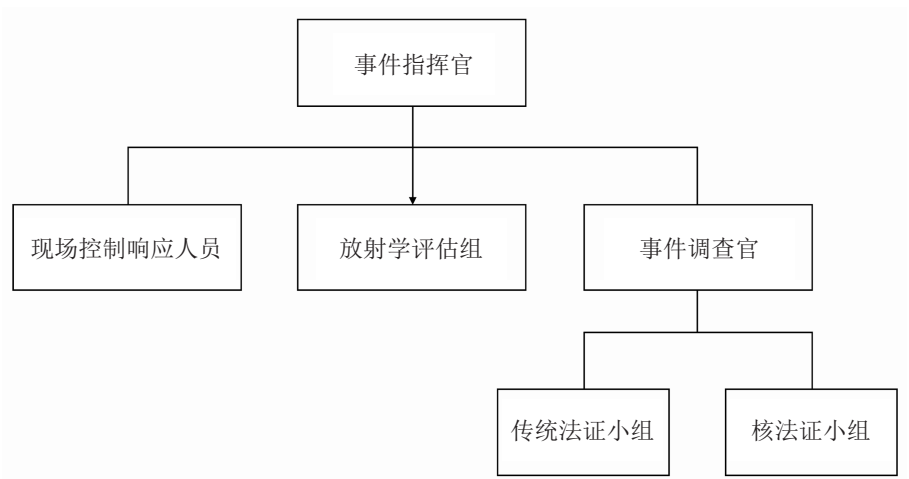 事件指挥官
现场控制响应人员
放射学评估组
事件调查官
传统法证小组
核法证小组